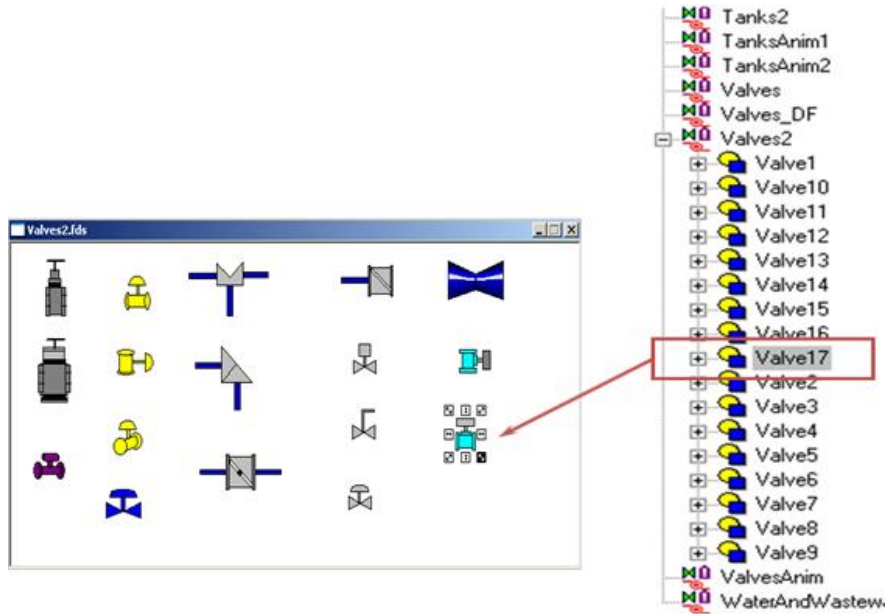 Tanks2
TanksAnim1
TanksAnim2
Valves
Valves_DF
Valves2
Valve1
Valve10
Valve11
Valve12
Valve13
Valve14
Valve15
Valve16
Valve17
Valve2
Valve3
Valve4
Valve5
Valve6
Valve7
Valve8
Valve9
ValvesAnim
WaterAndWastew
Valves2.fds